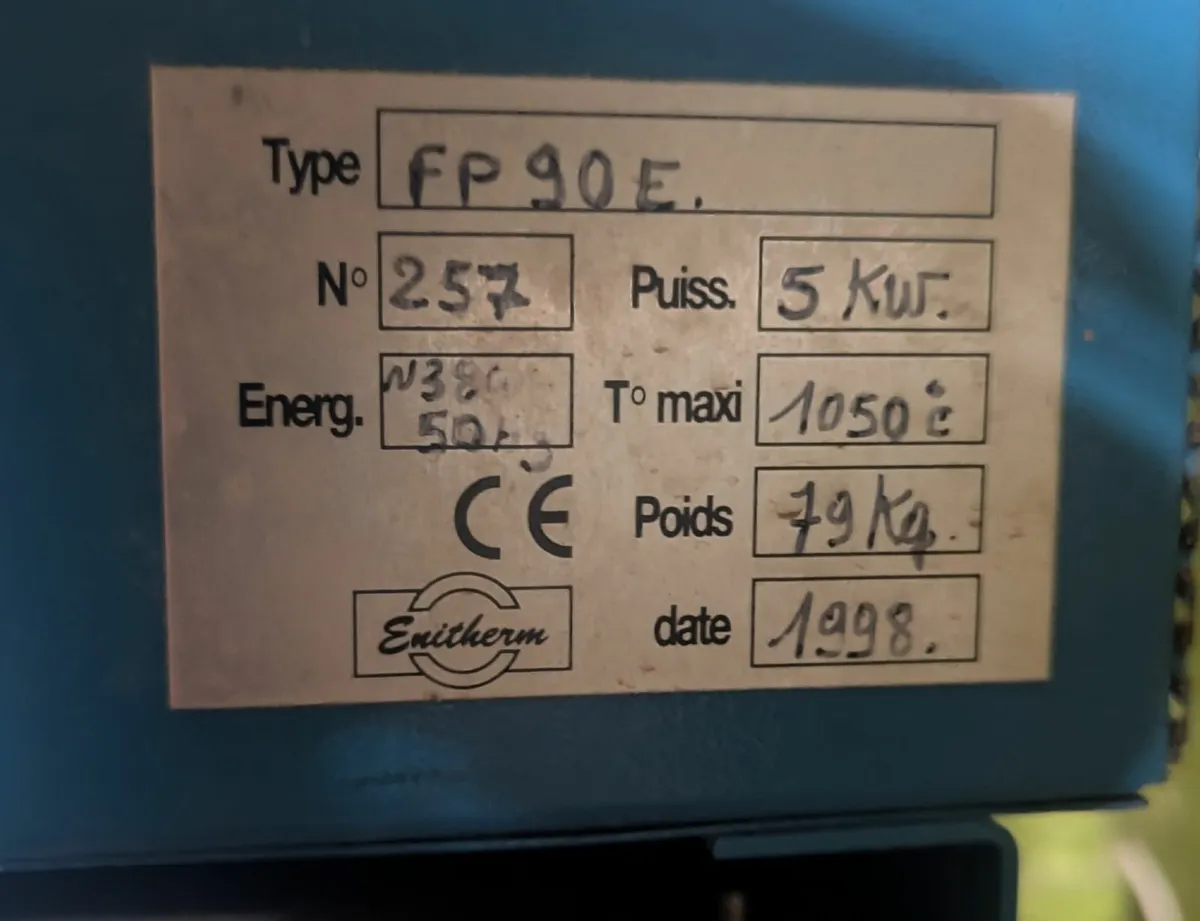 Type FP 90 E.
N° 257 Puiss. 5 Kw.
Energ. T° maxi 1050 °c
CE Poids 79 Kg.
Enitherm date 1998.